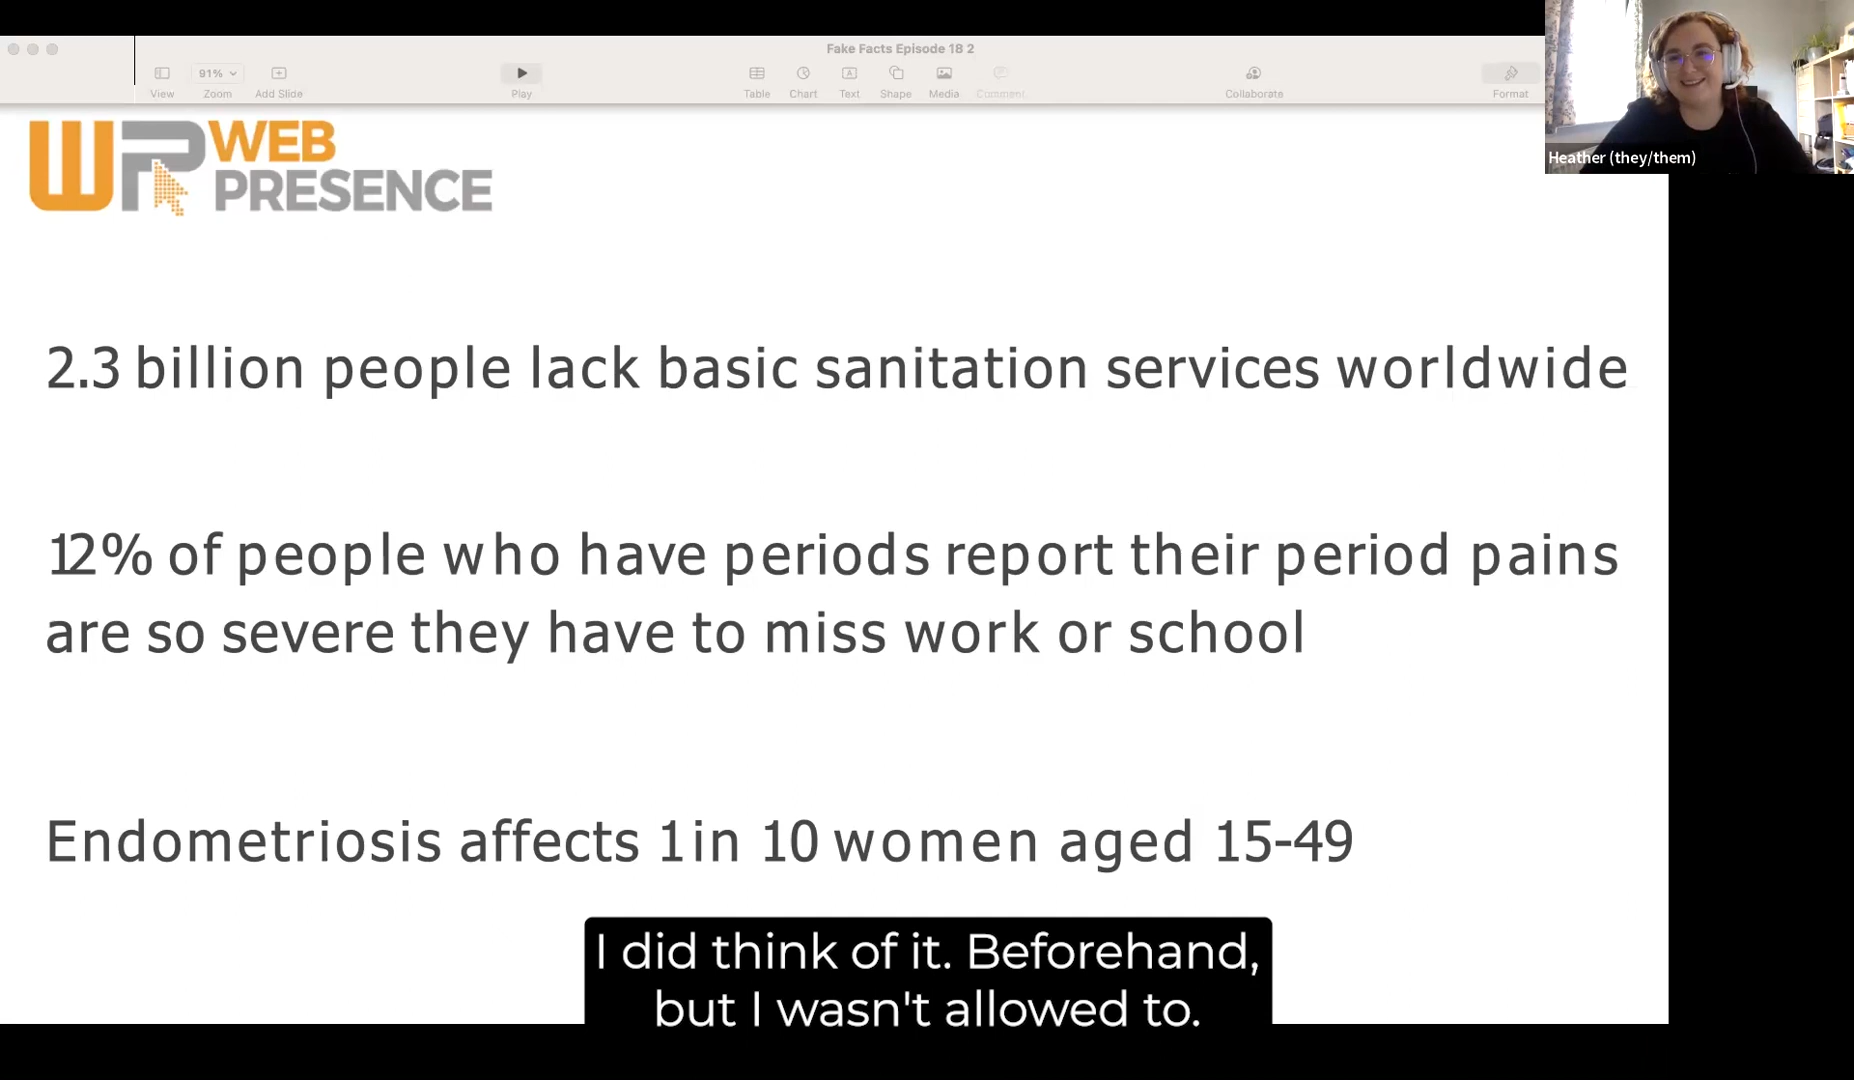 Fake Facts Episode 18 2
91%
View
Zoom
Add Slide
Play
Table
Chart
Text
Shape
Media
Comment
Collaborate
Format
Heather (they/them)
WP WEB
PRESENCE
2.3 billion people lack basic sanitation services worldwide
12% of people who have periods report their period pains
are so severe they have to miss work or school
Endometriosis affects 1 in 10 women aged 15-49
I did think of it. Beforehand,
but I wasn't allowed to.